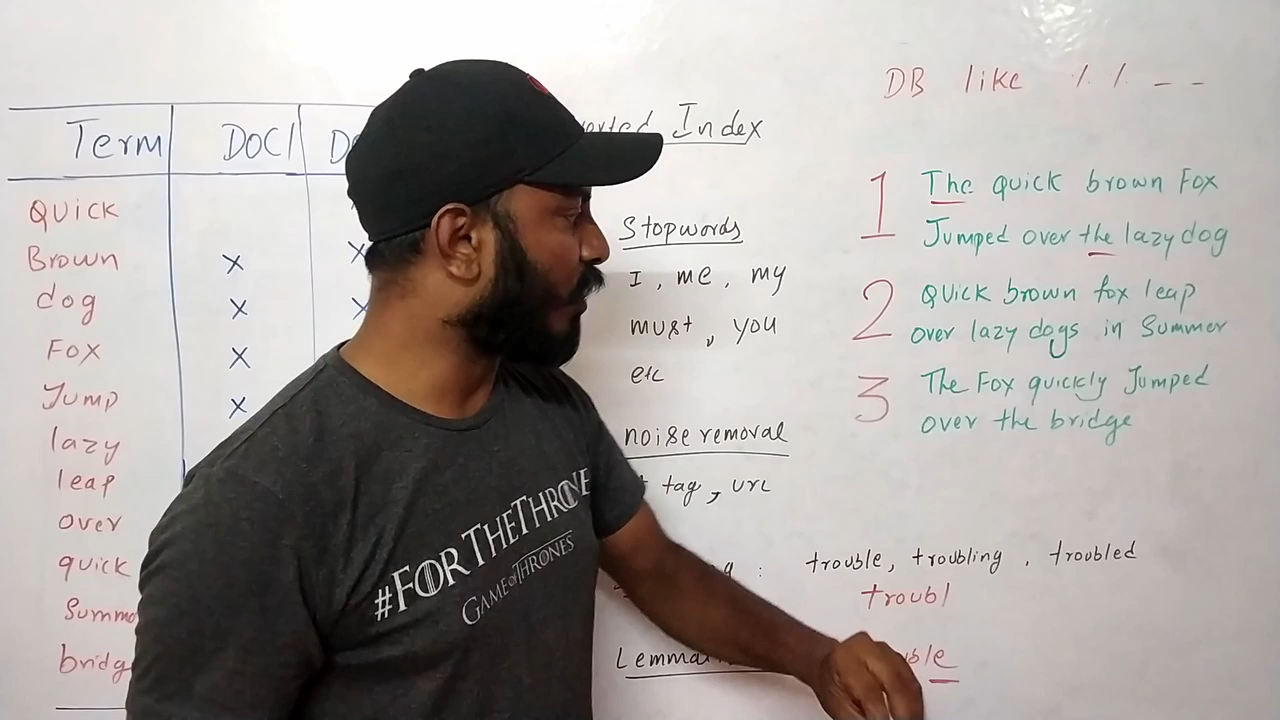 Term DOC1
Quick
Brown x x
dog x x
Fox x
Jump x
lazy
leap
over
quick
bridg
Index
Stopwords
I, me, my
must, you
etc
noise removal
tag, url
: trouble, troubling, troubled
troubl
DB like % % _ _
1 The quick brown Fox
Jumped over the lazy dog
2 Quick brown fox leap
over lazy dogs in Summer
3 The Fox quickly Jumped
over the bridge
#FORTHETHRONE
GAME OF THRONES